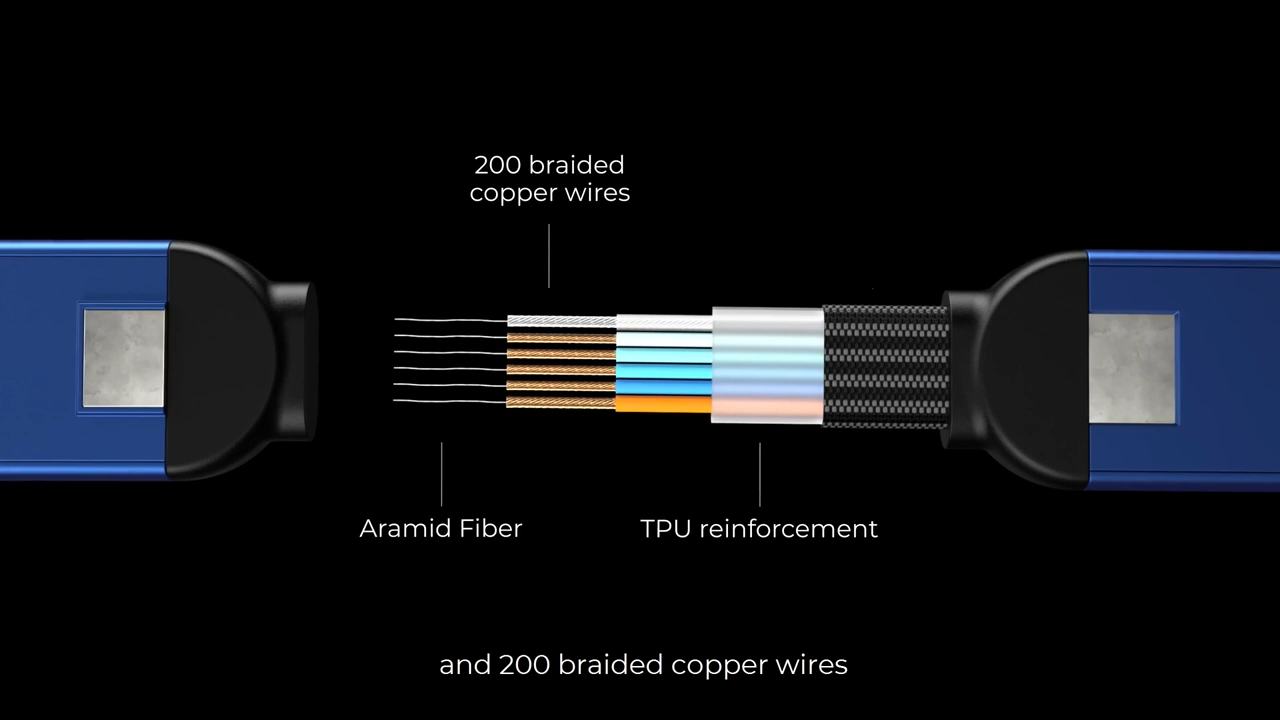 200 braided
copper wires
Aramid Fiber
TPU reinforcement
and 200 braided copper wires